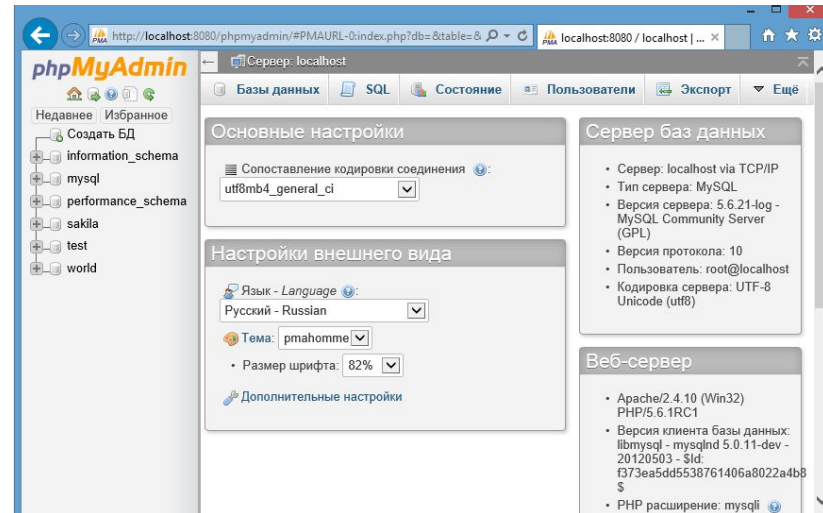 http://localhost:8080/phpmyadmin/#PMAURL-0:index.php?db=&table=&
PMA
localhost:8080 / localhost | ...
phpMyAdmin
Недавнее Избранное
Создать БД
information_schema
mysql
performance_schema
sakila
test
world
Сервер: localhost
Базы данных SQL Состояние Пользователи Экспорт Ещё
Основные настройки
Сопоставление кодировки соединения :
utf8mb4_general_ci
Настройки внешнего вида
Язык - Language :
Русский - Russian
Тема: pmahomme
• Размер шрифта: 82%
Дополнительные настройки
Сервер баз данных
• Сервер: localhost via TCP/IP
• Тип сервера: MySQL
• Версия сервера: 5.6.21-log -
MySQL Community Server
(GPL)
• Версия протокола: 10
• Пользователь: root@localhost
• Кодировка сервера: UTF-8
Unicode (utf8)
Веб-сервер
• Apache/2.4.10 (Win32)
PHP/5.6.1RC1
• Версия клиента базы данных:
libmysql - mysqlnd 5.0.11-dev -
20120503 - $Id:
f373ea5dd5538761406a8022a4b8
$
• PHP расширение: mysqli